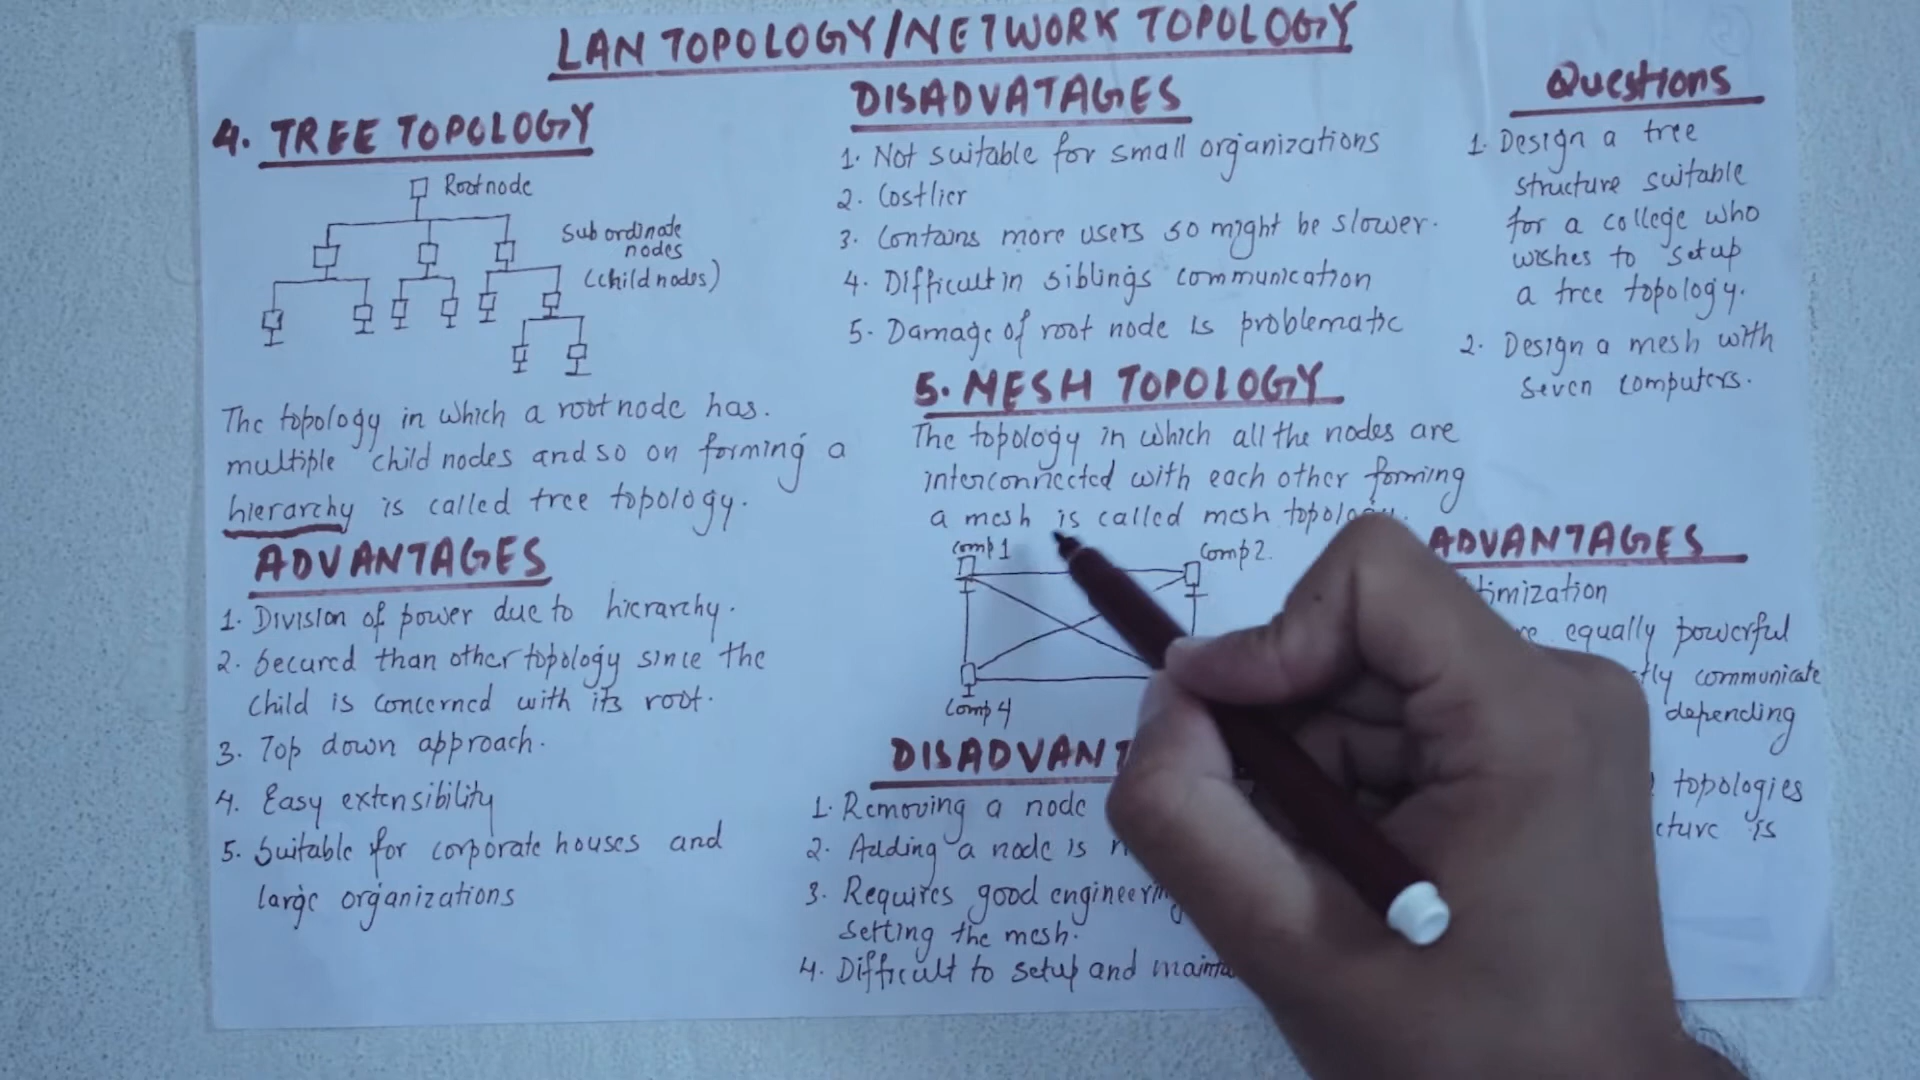 LAN TOPOLOGY/NETWORK TOPOLOGY
4. TREE TOPOLOGY
Rootnode
Subordinate
nodes
(child nodes)
The topology in which a root node has.
multiple child nodes and so on forming a
hierarchy is called tree topology.
ADVANTAGES
1. Division of power due to hierarchy.
2. Secured than other topology since the
child is concerned with its root.
3. Top down approach.
4. Easy extensibility
5. Suitable for corporate houses and
large organizations
DISADVATAGES
1. Not suitable for small organizations
2. Costlier
3. Contains more users so might be slower.
4. Difficult in siblings communication
5. Damage of root node is problematic
5. MESH TOPOLOGY
The topology in which all the nodes are
interconnected with each other forming
a mesh is called mesh topology.
Comp 1
Comp 2.
Comp 4
DISADVANT
1. Removing a node
2. Adding a node is
3. Requires good engineering
setting the mesh.
4. Difficult to setup and mainta
Questions
1. Design a tree
structure suitable
for a college who
wishes to setup
a tree topology.
2. Design a mesh with
seven computers.
ADVANTAGES
timization
equally powerful
tly communicate
depending
topologies
cture is